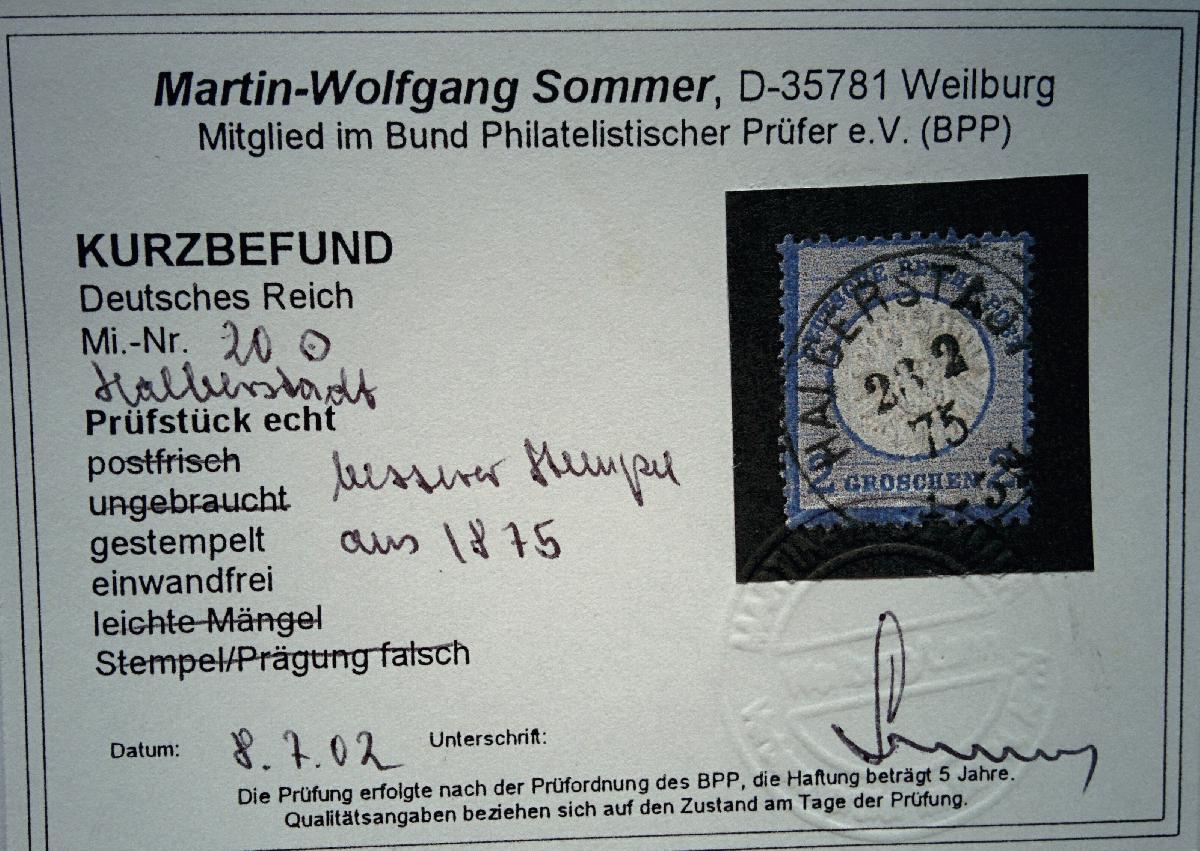 Martin-Wolfgang Sommer, D-35781 Weilburg
Mitglied im Bund Philatelistischer Prüfer e.V. (BPP)
KURZBEFUND
Deutsches Reich
Mi.-Nr. 20 ⊙
Halberstadt
Prüfstück echt
postfrisch
ungebraucht
besserer Stempel
gestempelt
aus 1875
einwandfrei
leichte Mängel
Stempel/Prägung falsch
HALBERSTADT
23 2
75
2 GROSCHEN 2
Datum: 8.7.02 Unterschrift:
Die Prüfung erfolgte nach der Prüfordnung des BPP, die Haftung beträgt 5 Jahre.
Qualitätsangaben beziehen sich auf den Zustand am Tage der Prüfung.